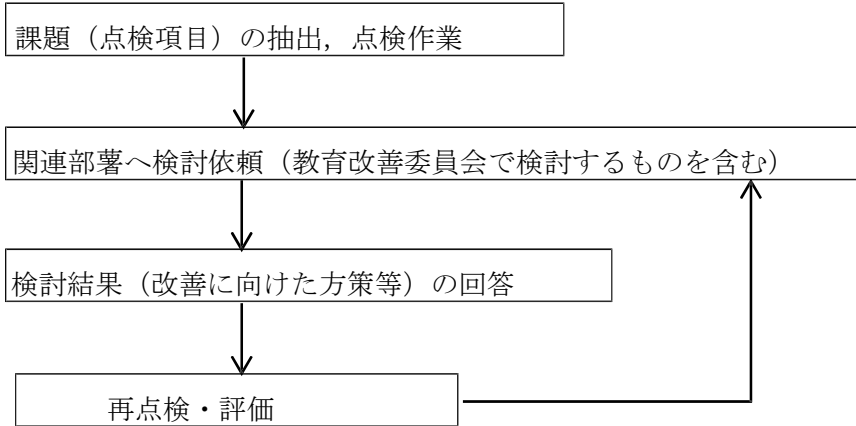 課題（点検項目）の抽出，点検作業
関連部署へ検討依頼（教育改善委員会で検討するものを含む）
検討結果（改善に向けた方策等）の回答
再点検・評価